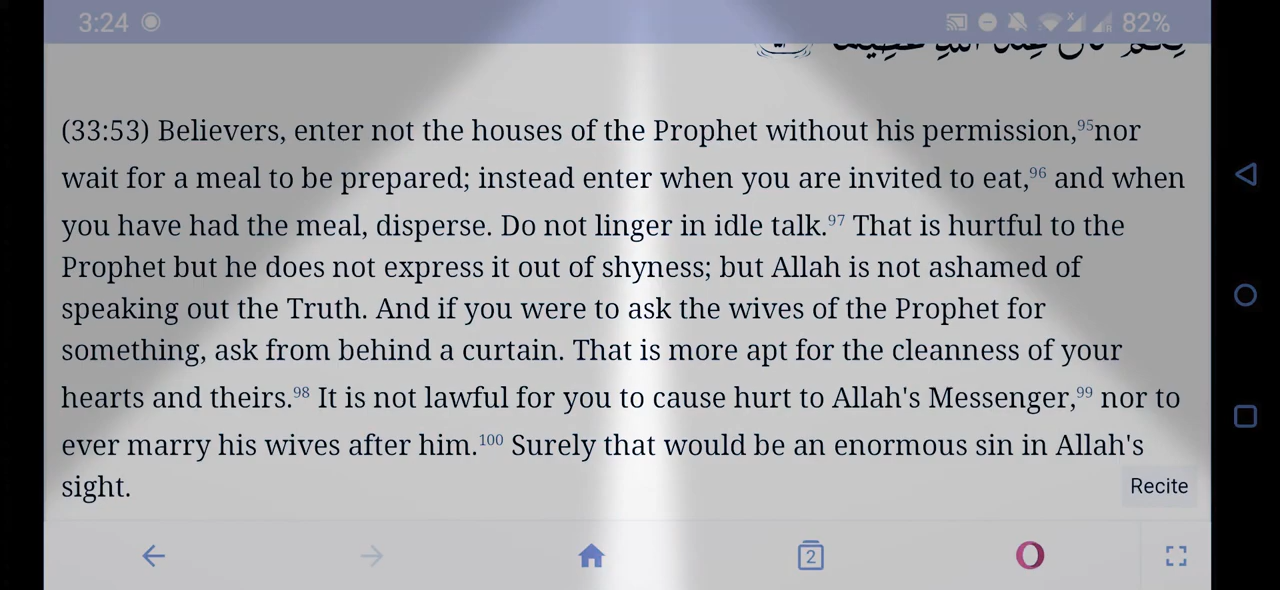 3:24 82%
(33:53) Believers, enter not the houses of the Prophet without his permission,95nor
wait for a meal to be prepared; instead enter when you are invited to eat,96 and when
you have had the meal, disperse. Do not linger in idle talk.97 That is hurtful to the
Prophet but he does not express it out of shyness; but Allah is not ashamed of
speaking out the Truth. And if you were to ask the wives of the Prophet for
something, ask from behind a curtain. That is more apt for the cleanness of your
hearts and theirs.98 It is not lawful for you to cause hurt to Allah's Messenger,99 nor to
ever marry his wives after him.100 Surely that would be an enormous sin in Allah's
sight.
Recite
2